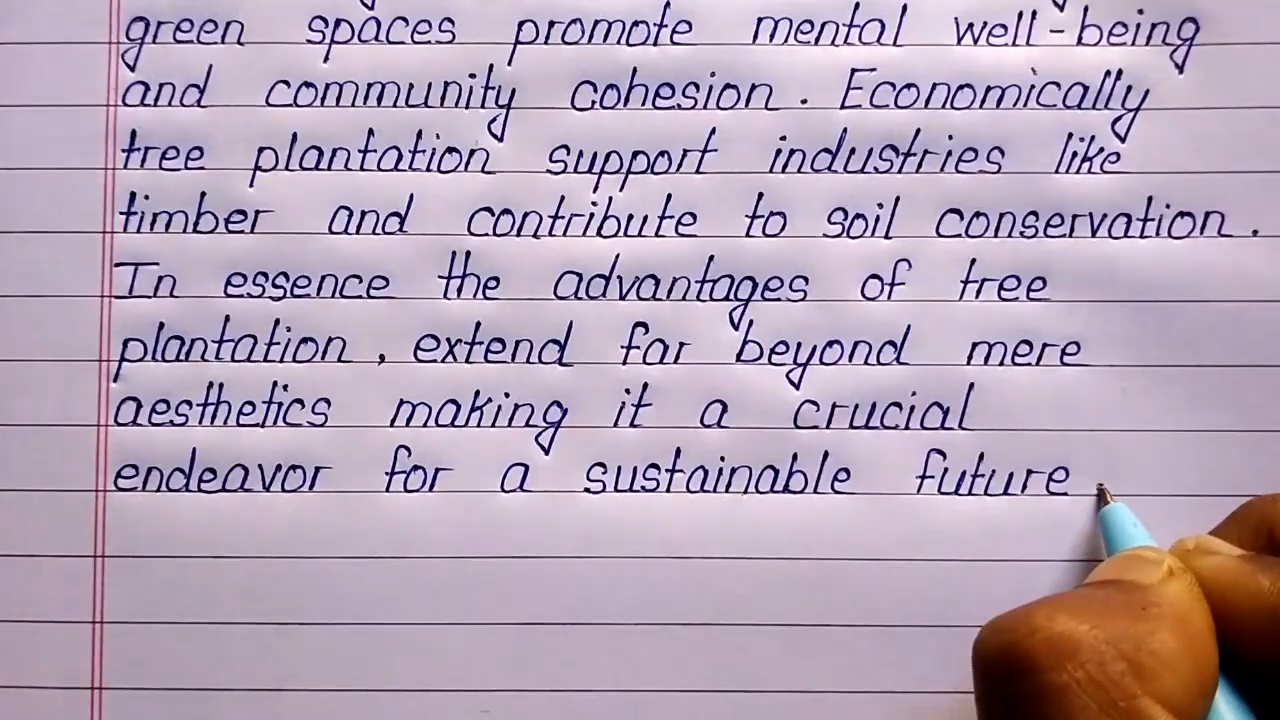 green spaces promote mental well-being
and community cohesion. Economically
tree plantation support industries like
timber and contribute to soil conservation.
In essence the advantages of tree
plantation, extend far beyond mere
aesthetics making it a crucial
endeavor for a sustainable future.